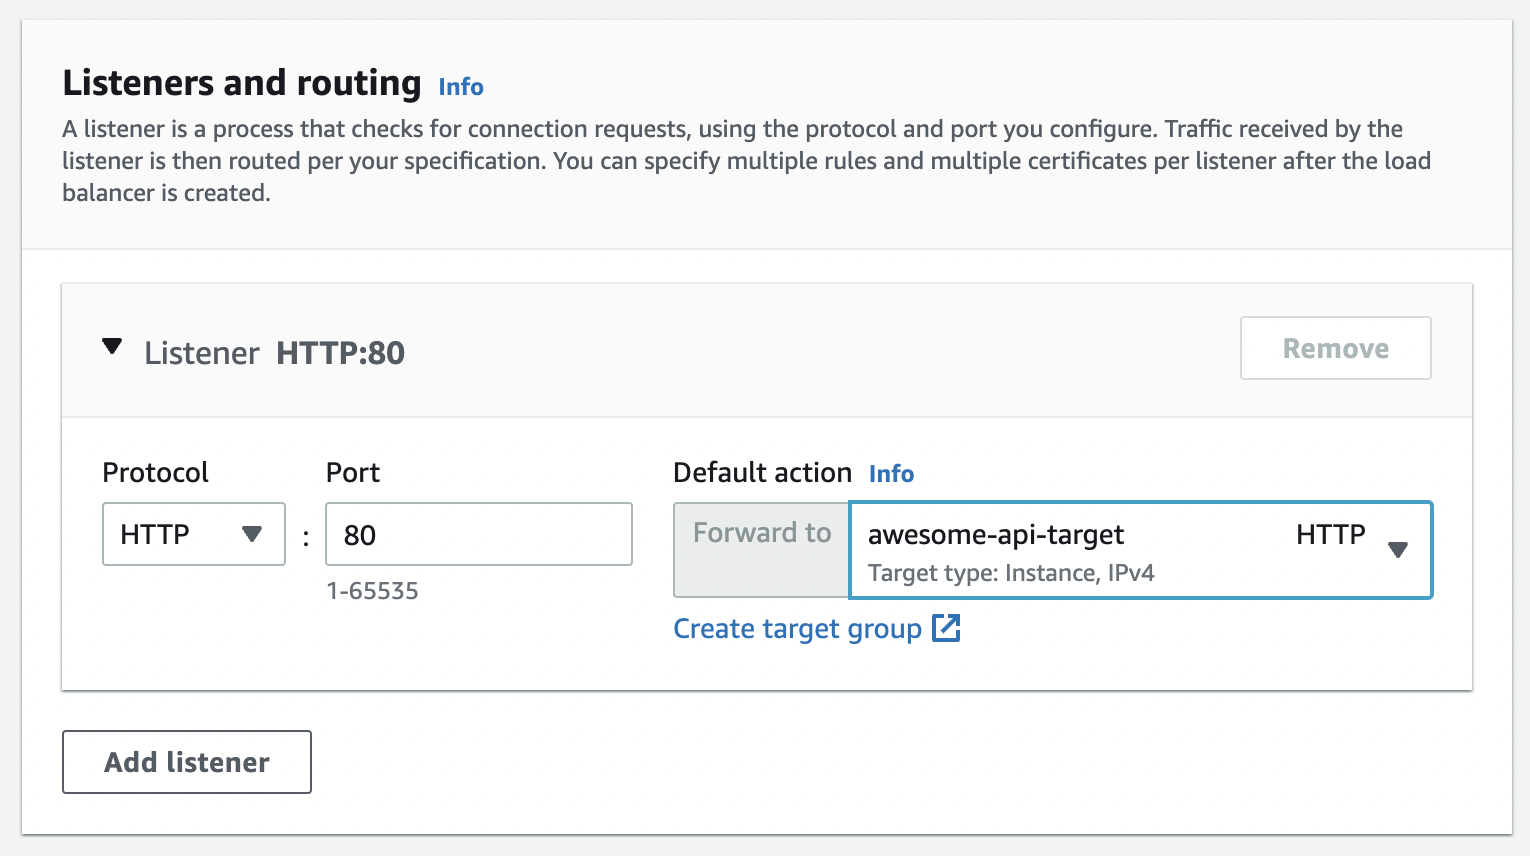 Listeners and routing Info
A listener is a process that checks for connection requests, using the protocol and port you configure. Traffic received by the
listener is then routed per your specification. You can specify multiple rules and multiple certificates per listener after the load
balancer is created.
Listener HTTP:80
Remove
Protocol
Port
Default action Info
HTTP
:
80
Forward to
awesome-api-target
HTTP
Target type: Instance, IPv4
1-65535
Create target group
Add listener